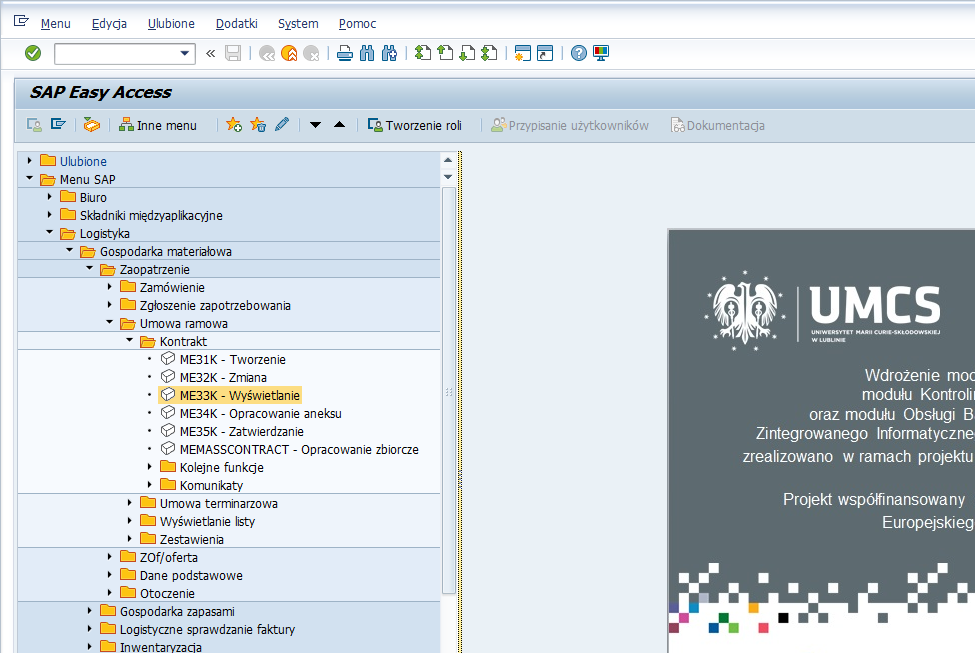 Menu Edycja Ulubione Dodatki System Pomoc
SAP Easy Access
Inne menu Tworzenie roli Przypisanie użytkowników Dokumentacja
Ulubione
Menu SAP
Biuro
Składniki międzyaplikacyjne
Logistyka
Gospodarka materiałowa
Zaopatrzenie
Zamówienie
Zgłoszenie zapotrzebowania
Umowa ramowa
Kontrakt
ME31K - Tworzenie
ME32K - Zmiana
ME33K - Wyświetlanie
ME34K - Opracowanie aneksu
ME35K - Zatwierdzanie
MEMASSCONTRACT - Opracowanie zbiorcze
Kolejne funkcje
Komunikaty
Umowa terminarzowa
Wyświetlanie listy
Zestawienia
ZOf/oferta
Dane podstawowe
Otoczenie
Gospodarka zapasami
Logistyczne sprawdzanie faktury
Inwentaryzacja
UMCS
UNIWERSYTET MARII CURIE-SKŁODOWSKIEJ
W LUBLINIE
Wdrożenie mod
modułu Kontrolin
oraz modułu Obsługi B
Zintegrowanego Informatyczne
zrealizowano w ramach projektu
Projekt współfinansowany
Europejskieg